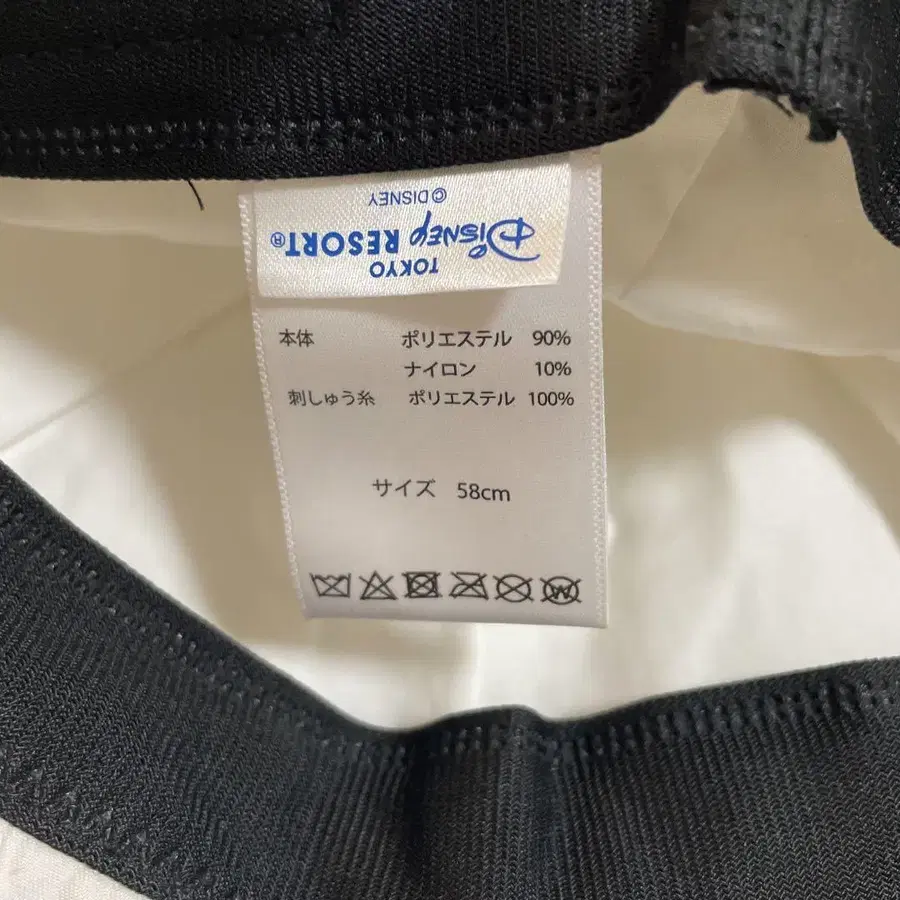 TOKYO
Disney RESORT®
© DISNEY
本体 ポリエステル 90%
ナイロン 10%
刺しゅう糸 ポリエステル 100%
サイズ 58cm